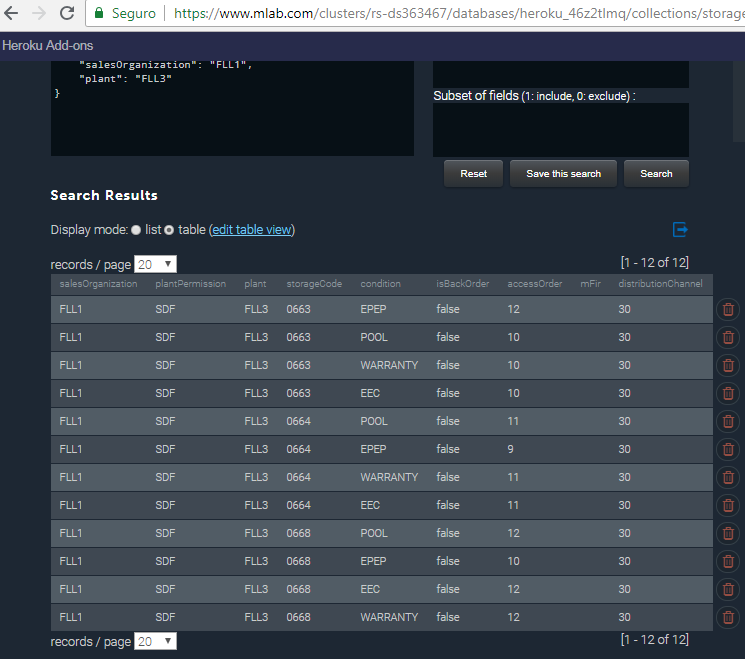 Seguro https://www.mlab.com/clusters/rs-ds363467/databases/heroku_46z2tlmq/collections/storage
Heroku Add-ons
"salesOrganization": "FLL1",
"plant": "FLL3"
}
Subset of fields (1: include, 0: exclude) :
Reset Save this search Search
Search Results
Display mode: list table (edit table view)
records / page 20 [1 - 12 of 12]
salesOrganization plantPermission plant storageCode condition isBackOrder accessOrder mFir distributionChannel
FLL1 SDF FLL3 0663 EPEP false 12 30
FLL1 SDF FLL3 0663 POOL false 10 30
FLL1 SDF FLL3 0663 WARRANTY false 10 30
FLL1 SDF FLL3 0663 EEC false 10 30
FLL1 SDF FLL3 0664 POOL false 11 30
FLL1 SDF FLL3 0664 EPEP false 9 30
FLL1 SDF FLL3 0664 WARRANTY false 11 30
FLL1 SDF FLL3 0664 EEC false 11 30
FLL1 SDF FLL3 0668 POOL false 12 30
FLL1 SDF FLL3 0668 EPEP false 10 30
FLL1 SDF FLL3 0668 EEC false 12 30
FLL1 SDF FLL3 0668 WARRANTY false 12 30
records / page 20 [1 - 12 of 12]